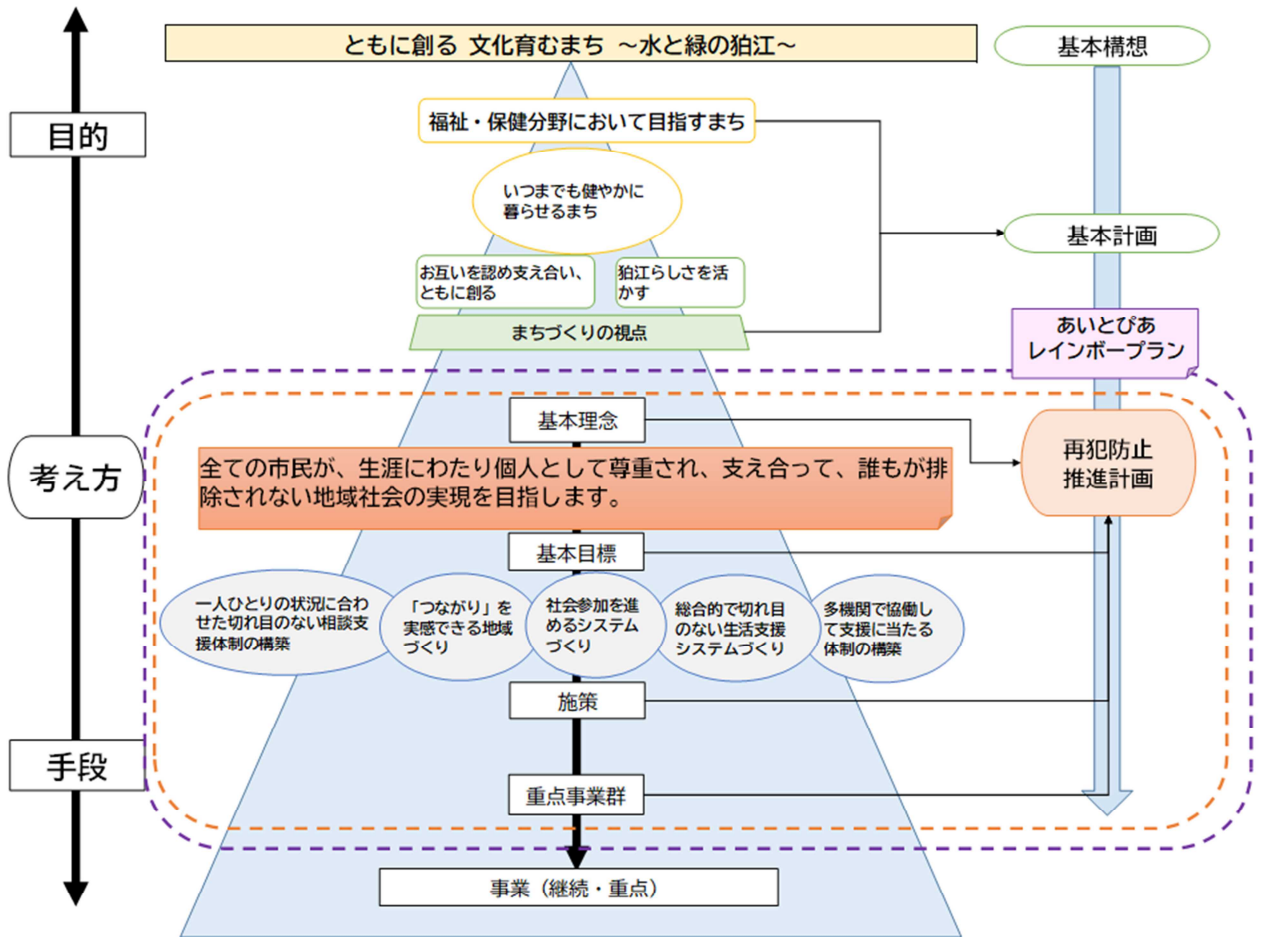 ともに創る 文化育むまち ～水と緑の狛江～
基本構想
目的
福祉・保健分野において目指すまち
いつまでも健やかに
暮らせるまち
基本計画
お互いを認め支え合い、
ともに創る
狛江らしさを活
かす
まちづくりの視点
あいとぴあ
レインボープラン
考え方
基本理念
再犯防止
推進計画
全ての市民が、生涯にわたり個人として尊重され、支え合って、誰もが排
除されない地域社会の実現を目指します。
基本目標
一人ひとりの状況に合わ
せた切れ目のない相談支
援体制の構築
「つながり」を
実感できる地域
づくり
社会参加を進
めるシステム
づくり
総合的で切れ目
のない生活支援
システムづくり
多機関で協働し
て支援に当たる
体制の構築
施策
手段
重点事業群
事業（継続・重点）